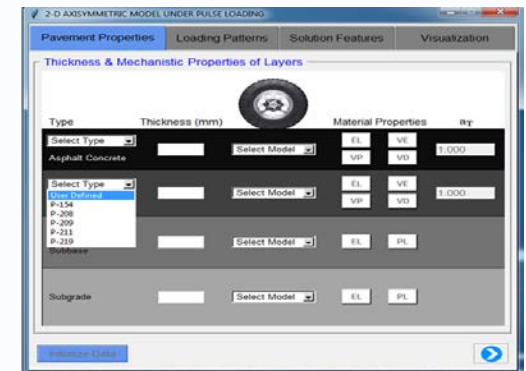 2-D AXISYMMETRIC MODEL UNDER PULSE LOADING
Pavement Properties Loading Patterns Solution Features Visualization
Thickness & Mechanistic Properties of Layers
Type Thickness (mm) Material Properties aT
Select Type Select Model EL VE 1.000
Asphalt Concrete VP VD
Select Type Select Model EL VE 1.000
User Defined VP VD
P-154
P-208
P-209
P-211
P-219 Select Model EL PL
Subbase
Subgrade Select Model EL PL
Initialize Data